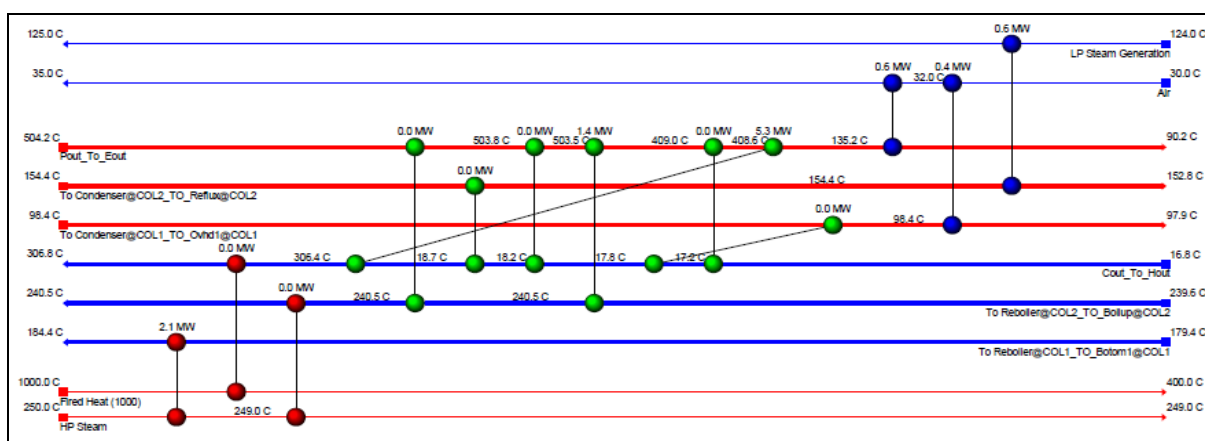 125.0 C 0.6 MW 124.0 C
LP Steam Generation
35.0 C 0.6 MW 32.0 C 0.4 MW 30.0 C
Air
504.2 C 0.0 MW 503.8 C 0.0 MW 503.5 C 1.4 MW 409.0 C 0.0 MW 408.6 C 5.3 MW 135.2 C 90.2 C
Pout_To_Eout
154.4 C 0.0 MW 154.4 C 152.8 C
To Condenser@COL2_TO_Reflux@COL2
98.4 C 0.0 MW 98.4 C 97.9 C
To Condenser@COL1_TO_Ovhd1@COL1
306.8 C 0.0 MW 306.4 C 18.7 C 18.2 C 17.8 C 17.2 C 16.8 C
Cout_To_Hout
240.5 C 0.0 MW 240.5 C 240.5 C 239.6 C
To Reboiler@COL2_TO_Boilup@COL2
184.4 C 2.1 MW 179.4 C
To Reboiler@COL1_TO_Botom1@COL1
1000.0 C 400.0 C
Fired Heat (1000)
250.0 C 249.0 C 249.0 C
HP Steam